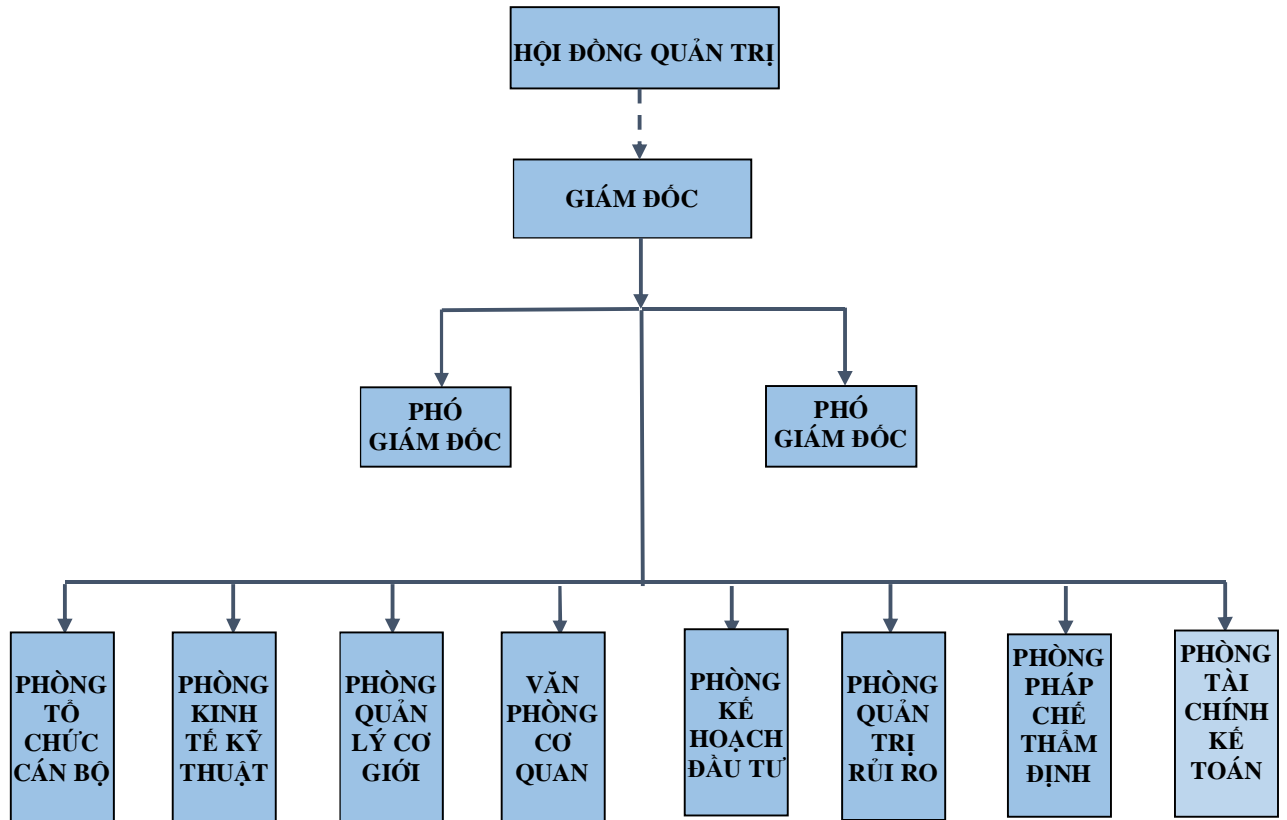 HỘI ĐỒNG QUẢN TRỊ
GIÁM ĐỐC
PHÓ
GIÁM ĐỐC
PHÓ
GIÁM ĐỐC
PHÒNG
TỔ
CHỨC
CÁN BỘ
PHÒNG
KINH
TẾ KỸ
THUẬT
PHÒNG
QUẢN
LÝ CƠ
GIỚI
VĂN
PHÒNG
CƠ
QUAN
PHÒNG
KẾ
HOẠCH
ĐẦU TƯ
PHÒNG
QUẢN
TRỊ
RỦI RO
PHÒNG
PHÁP
CHẾ
THẨM
ĐỊNH
PHÒNG
TÀI
CHÍNH
KẾ
TOÁN